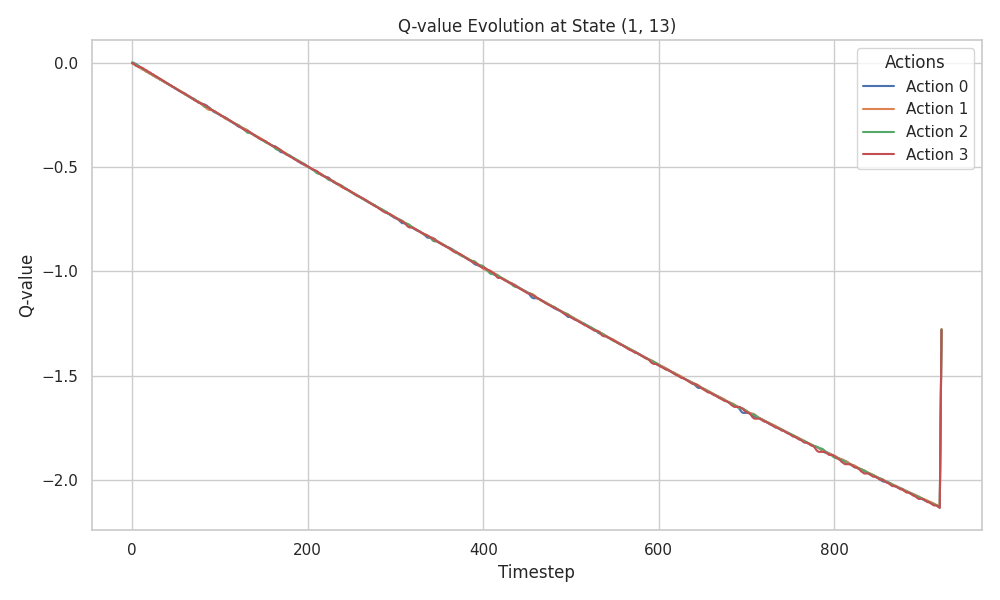 Q-value Evolution at State (1, 13)
Actions
Action 0
Action 1
Action 2
Action 3
Q-value
0.0
−0.5
−1.0
−1.5
−2.0
0
200
400
600
800
Timestep